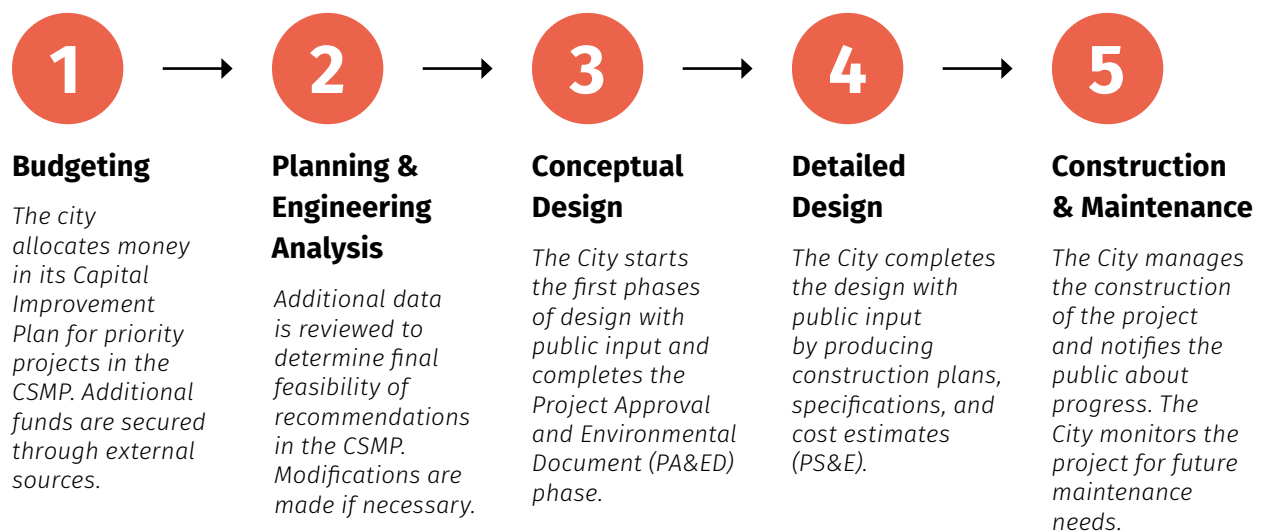 1
Budgeting
The city
allocates money
in its Capital
Improvement
Plan for priority
projects in the
CSMP. Additional
funds are secured
through external
sources.
2
Planning &
Engineering
Analysis
Additional data
is reviewed to
determine final
feasibility of
recommendations
in the CSMP.
Modifications are
made if necessary.
3
Conceptual
Design
The City starts
the first phases
of design with
public input and
completes the
Project Approval
and Environmental
Document (PA&ED)
phase.
4
Detailed
Design
The City completes
the design with
public input
by producing
construction plans,
specifications, and
cost estimates
(PS&E).
5
Construction
& Maintenance
The City manages
the construction
of the project
and notifies the
public about
progress. The
City monitors the
project for future
maintenance
needs.